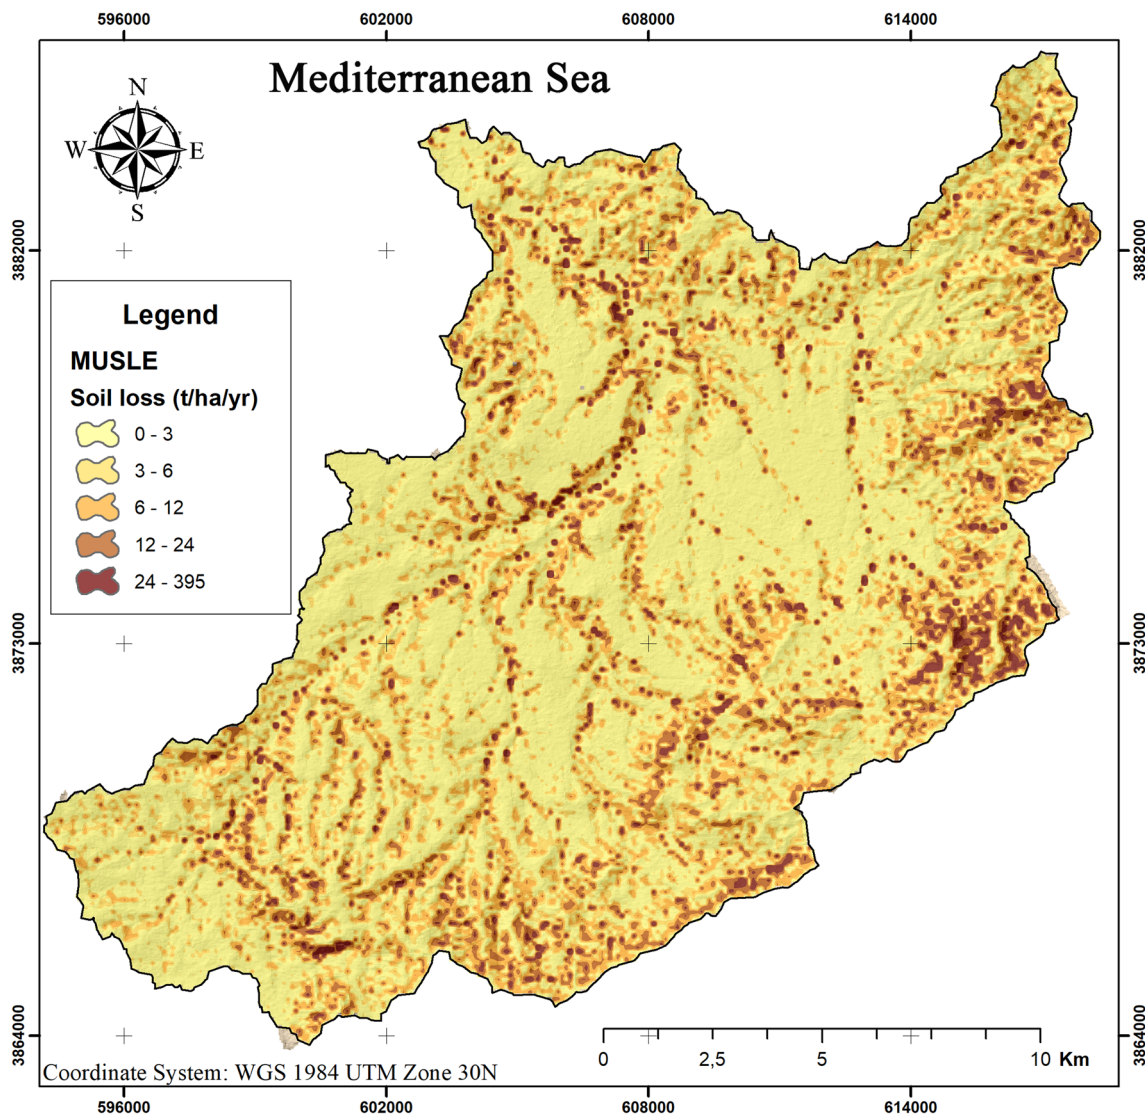 596000 602000 608000 614000
Mediterranean Sea
N
W E
S
3882000 3882000
Legend
MUSLE
Soil loss (t/ha/yr)
0 - 3
3 - 6
6 - 12
12 - 24
24 - 395
3873000 3873000
3864000 3864000
0 2,5 5 10 Km
Coordinate System: WGS 1984 UTM Zone 30N
596000 602000 608000 614000